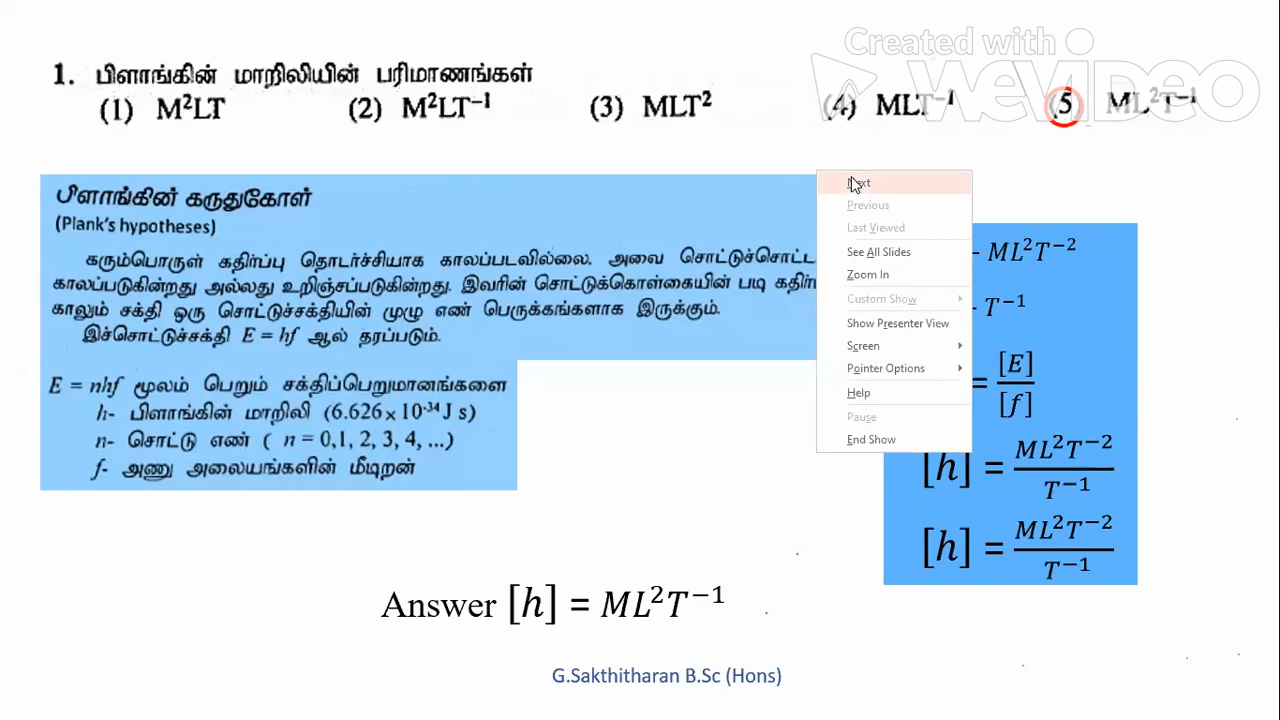 Created with
WeVideo
1. பிளாங்கின் மாறிலியின் பரிமாணங்கள்
(1) M²LT (2) M²LT⁻¹ (3) MLT² (4) MLT⁻¹ (5) ML²T⁻¹
பிளாங்கின் கருதுகோள்
(Plank's hypotheses)
கரும்பொருள் கதிர்ப்பு தொடர்ச்சியாக காலப்படவில்லை. அவை சொட்டுச்சொட்ட
காலப்படுகின்றது அல்லது உறிஞ்சப்படுகின்றது. இவரின் சொட்டுக்கொள்கையின் படி கதிர்
காலும் சக்தி ஒரு சொட்டுச்சக்தியின் முழு எண் பெருக்கங்களாக இருக்கும்.
இச்சொட்டுச்சக்தி E = hf ஆல் தரப்படும்.
E = nhf மூலம் பெறும் சக்திப்பெறுமானங்களை
h- பிளாங்கின் மாறிலி (6.626 × 10⁻³⁴ J s)
n- சொட்டு எண் ( n = 0,1, 2, 3, 4, ...)
f- அணு அலையங்களின் மீடிறன்
Next
Previous
Last Viewed
See All Slides
Zoom In
Custom Show
Show Presenter View
Screen
Pointer Options
Help
Pause
End Show
- ML²T⁻²
- T⁻¹
= [E]/[f]
[h] = ML²T⁻²/T⁻¹
[h] = ML²T⁻²/T⁻¹
Answer [h] = ML²T⁻¹
G.Sakthitharan B.Sc (Hons)